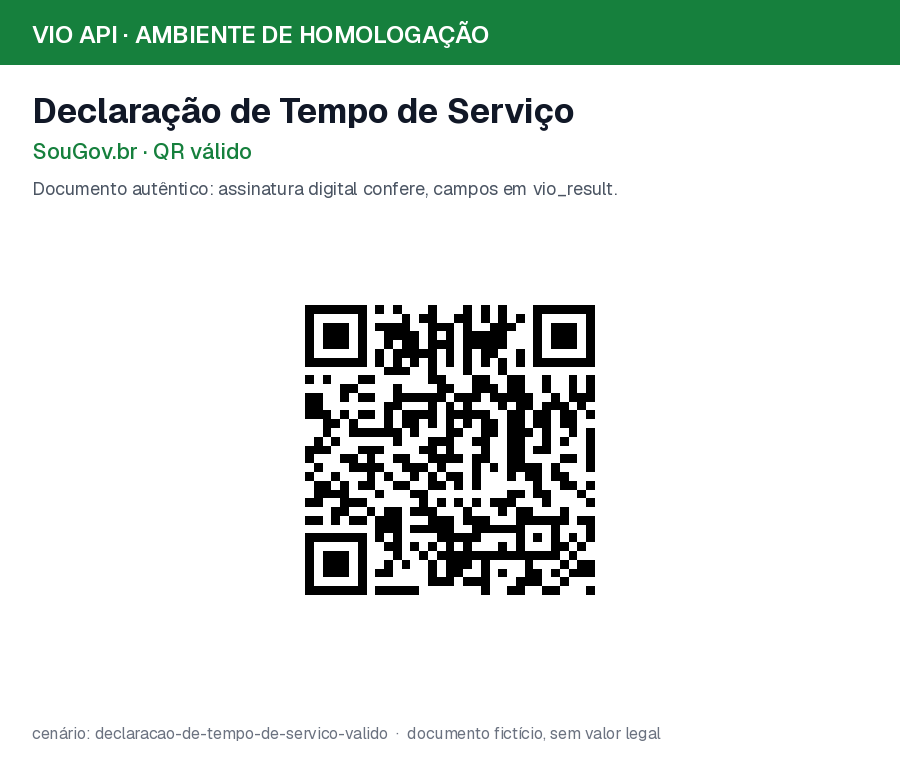 VIO API · AMBIENTE DE HOMOLOGAÇÃO
Declaração de Tempo de Serviço
SouGov.br · QR válido
Documento autêntico: assinatura digital confere, campos em vio_result.
cenário: declaracao-de-tempo-de-servico-valido · documento fictício, sem valor legal